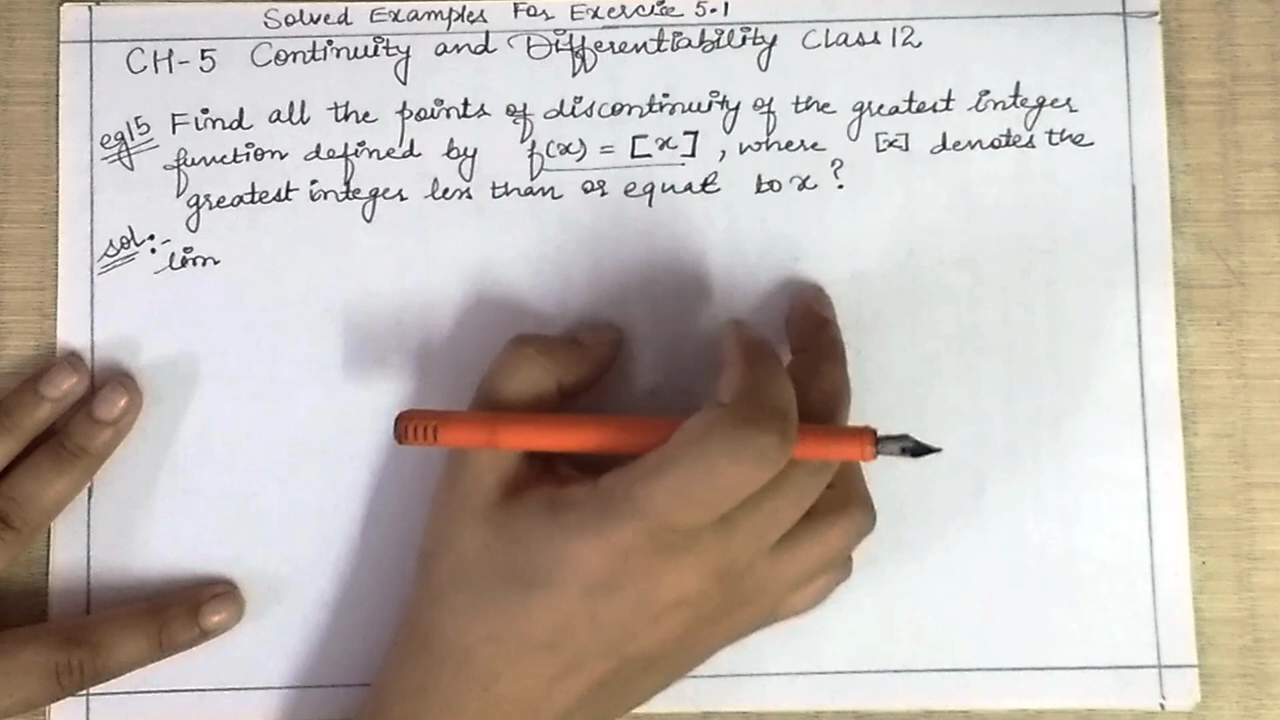 Solved Examples For Exercise 5.1
CH-5 Continuity and Differentiability Class 12
eg15 Find all the points of discontinuity of the greatest integer
function defined by f(x) = [x] , where [x] denotes the
greatest integer less than or equal to x ?
sol:-
lim